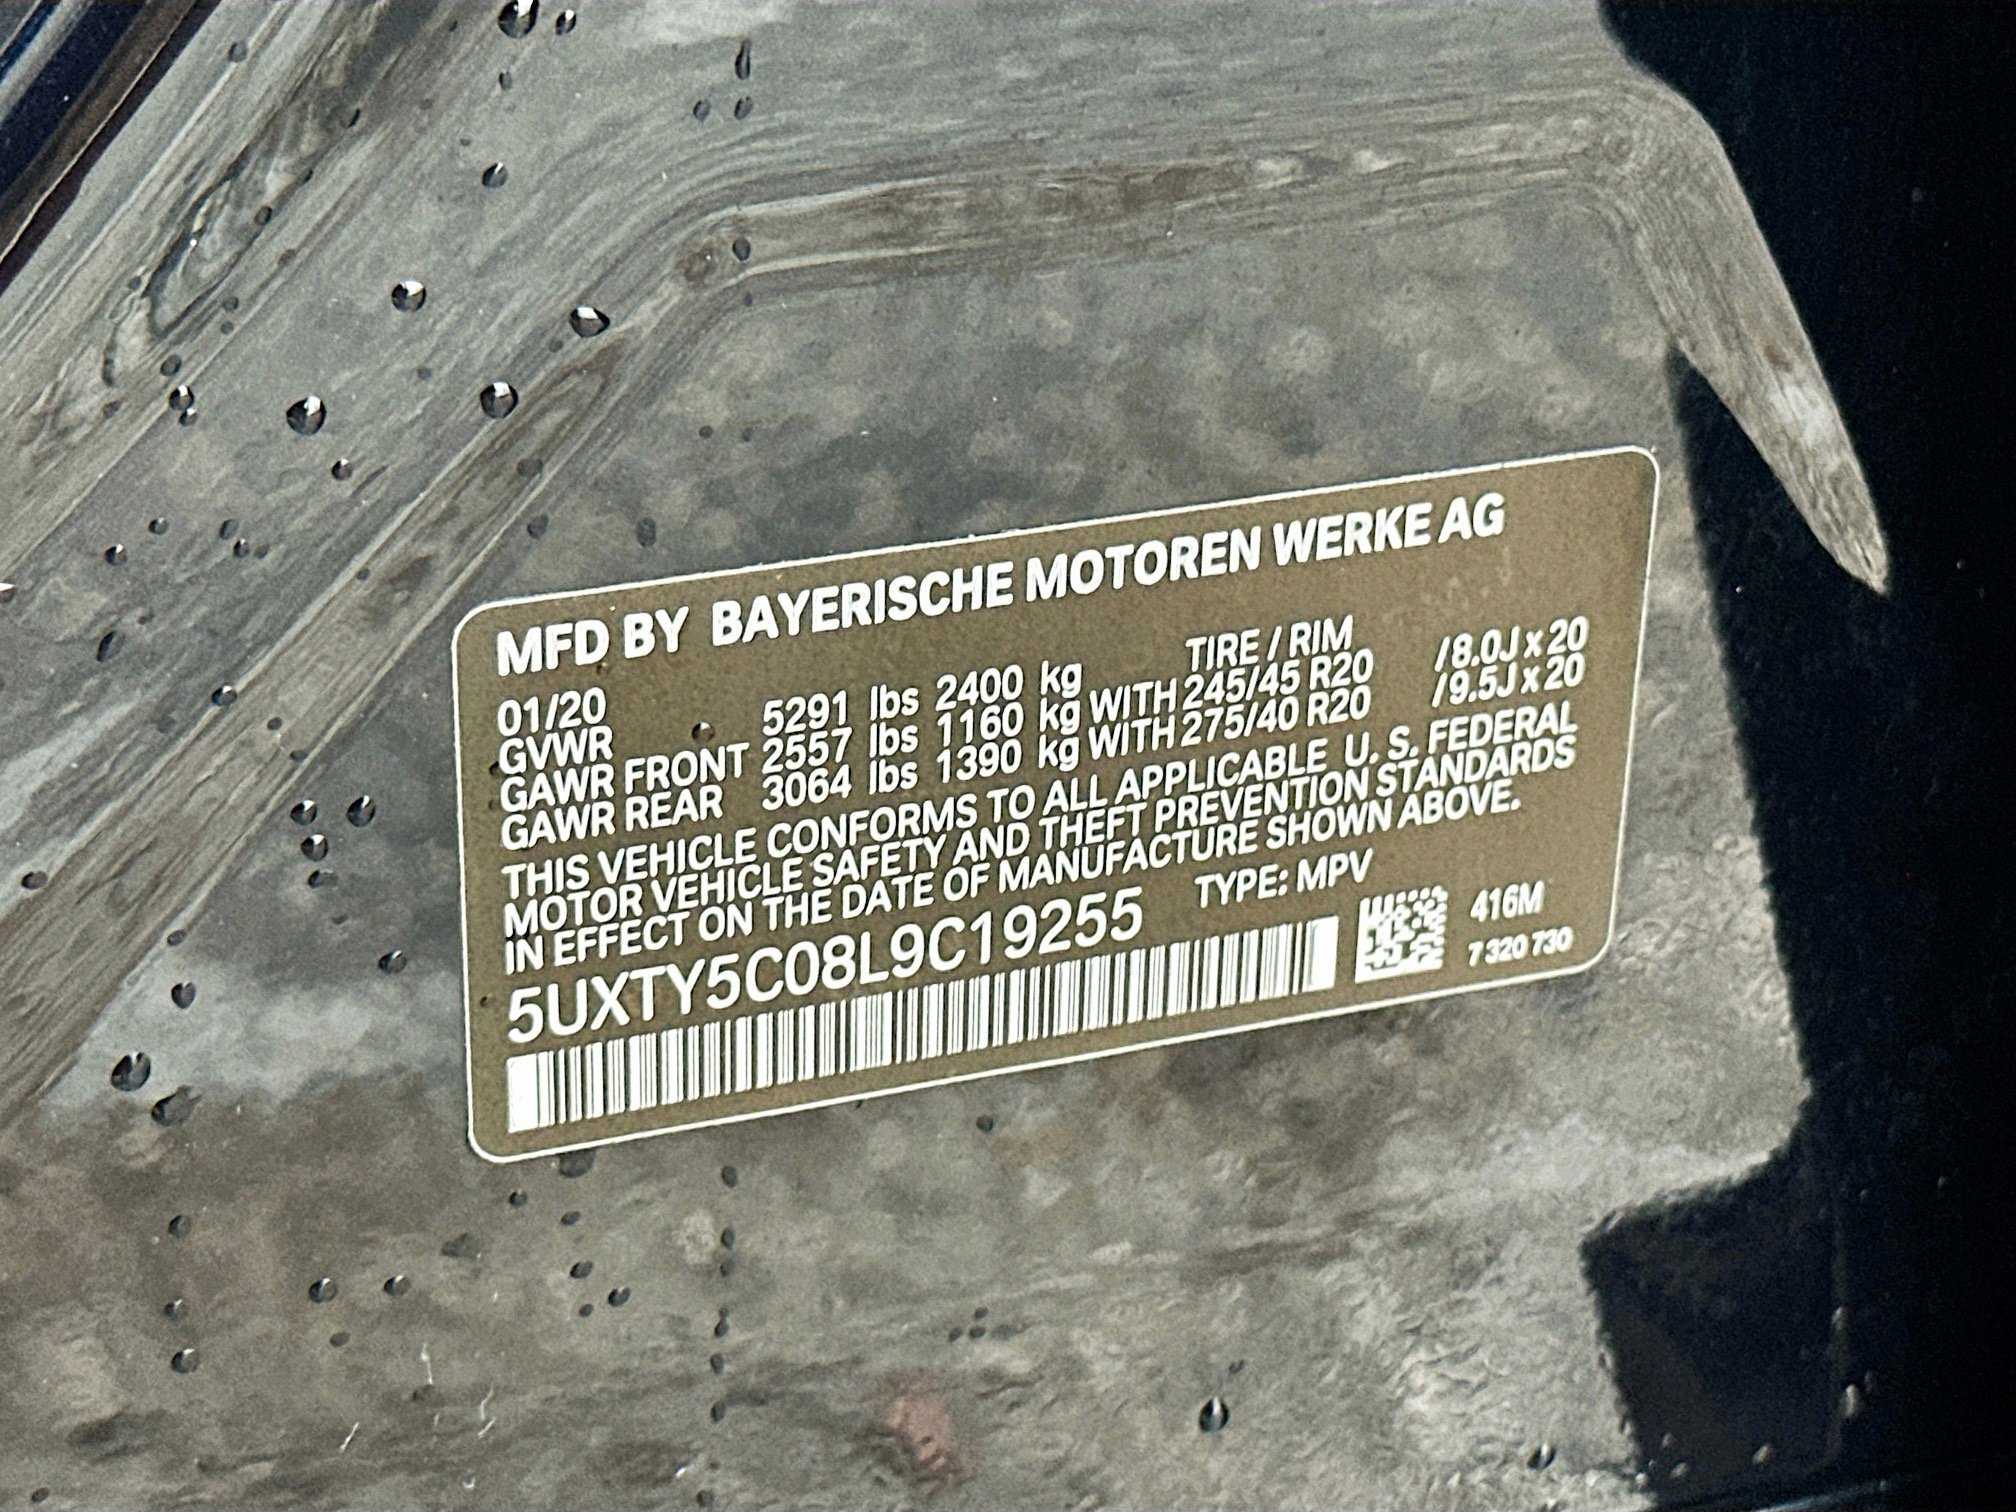 MFD BY BAYERISCHE MOTOREN WERKE AG
01/20 TIRE / RIM
GVWR 5291 lbs 2400 kg
GAWR FRONT 2557 lbs 1160 kg WITH 245/45 R20 /8.0J x 20
GAWR REAR 3064 lbs 1390 kg WITH 275/40 R20 /9.5J x 20
THIS VEHICLE CONFORMS TO ALL APPLICABLE U. S. FEDERAL
MOTOR VEHICLE SAFETY AND THEFT PREVENTION STANDARDS
IN EFFECT ON THE DATE OF MANUFACTURE SHOWN ABOVE.
5UXTY5C08L9C19255 TYPE: MPV
416M
7 320 730